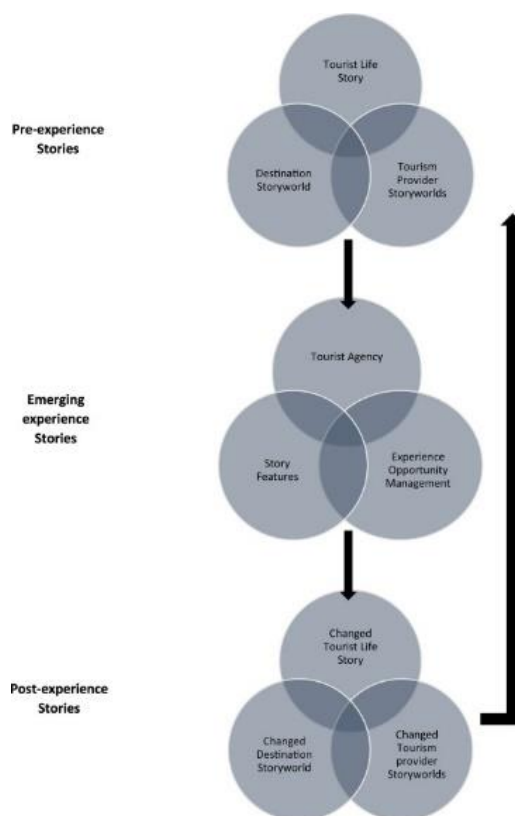 Tourist Life
Story
Pre-experience
Stories
Destination
Storyworld
Tourism
Provider
Storyworlds
Tourist Agency
Emerging
experience
Stories
Story
Features
Experience
Opportunity
Management
Changed
Tourist Life
Story
Post-experience
Stories
Changed
Destination
Storyworld
Changed
Tourism
provider
Storyworlds